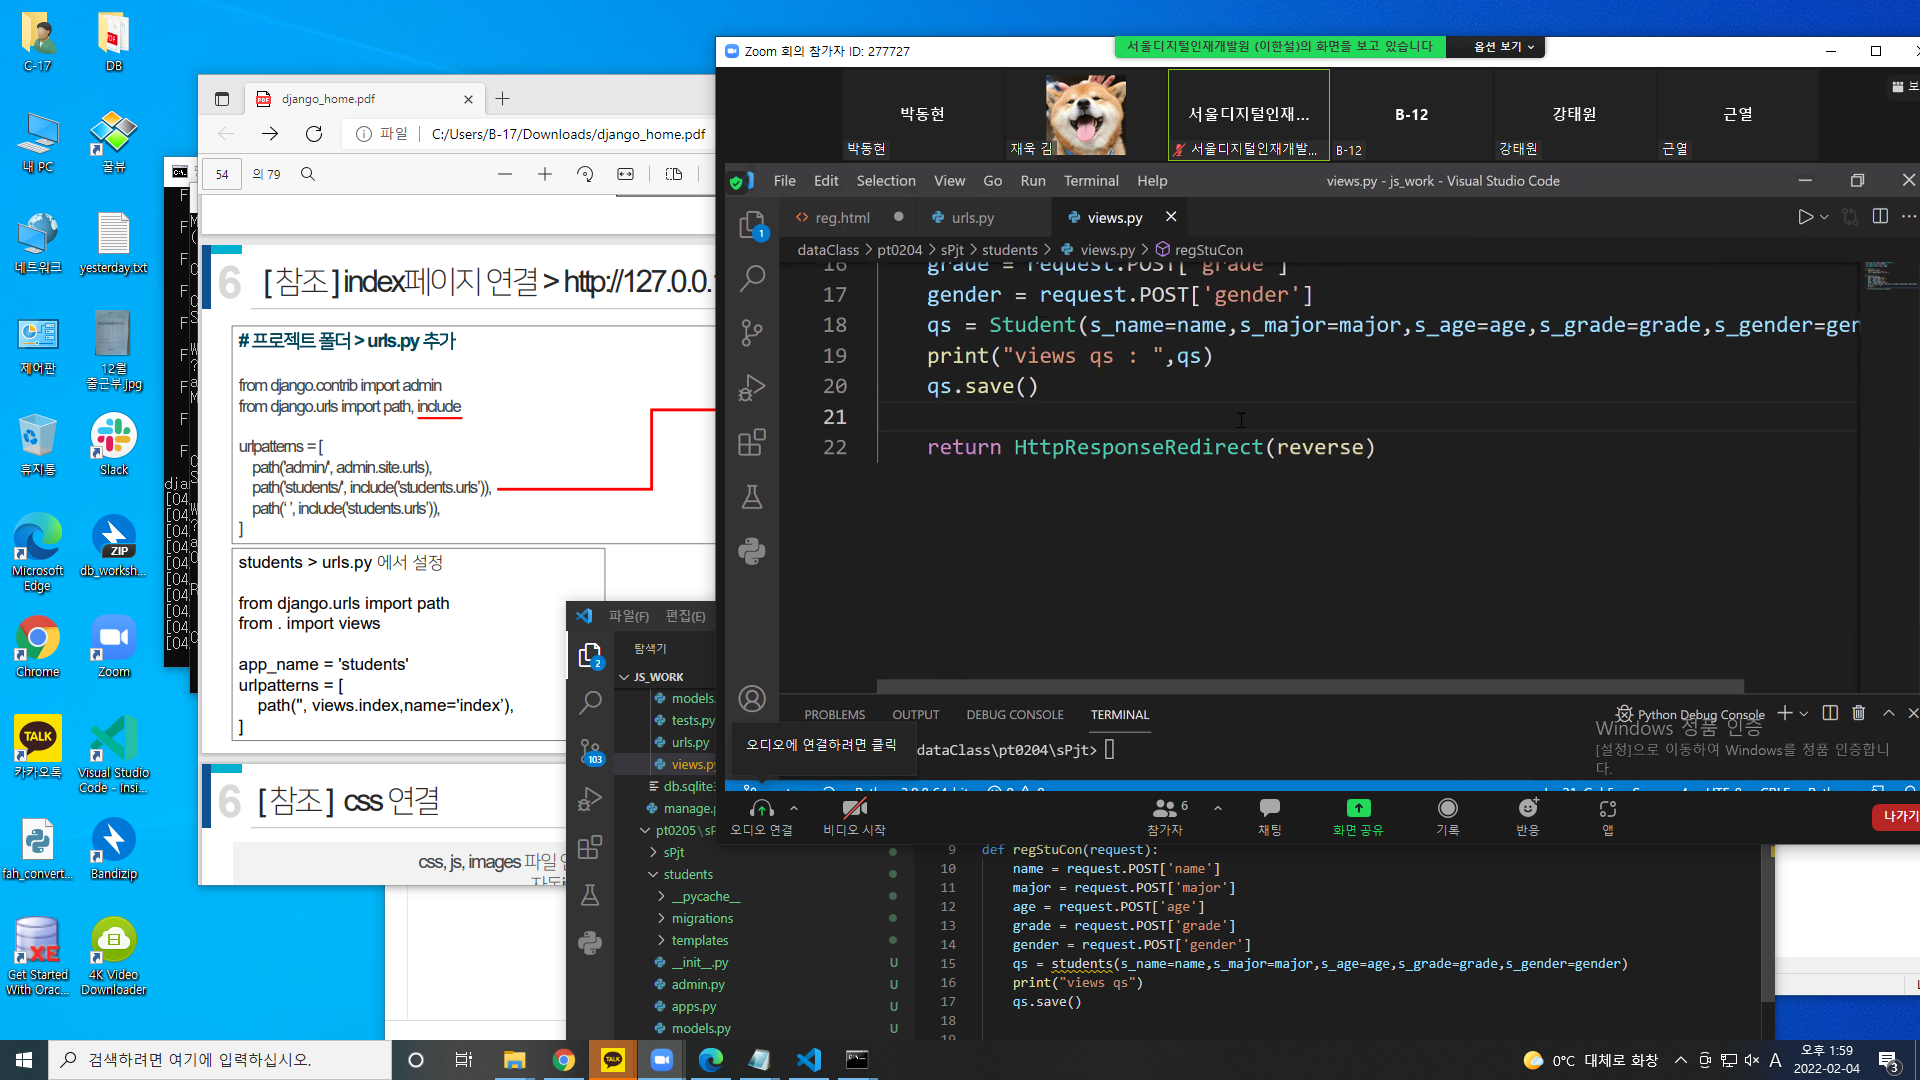 C-17
DB
내 PC
꿀뷰
네트워크
yesterday.txt
제어판
12월
출근부.jpg
휴지통
Slack
Microsoft
Edge
db_worksh...
Chrome
Zoom
카카오톡
Visual Studio
Code - Insi...
fah_convert...
Bandizip
Get Started
With Orac...
4K Video
Downloader
django_home.pdf
파일
C:/Users/B-17/Downloads/django_home.pdf
54
의 79
6
[ 참조 ] index페이지 연결 > http://127.0.0.
# 프로젝트 폴더 > urls.py 추가
from django.contrib import admin
from django.urls import path, include
urlpatterns = [
path('admin/', admin.site.urls),
path('students/', include('students.urls')),
path(' ', include('students.urls')),
]
students > urls.py 에서 설정
from django.urls import path
from . import views
app_name = 'students'
urlpatterns = [
path('', views.index,name='index'),
]
6
[ 참조 ] css 연결
css, js, images 파일
Zoom 회의 참가자 ID: 277727
서울디지털인재개발원 (이한설)의 화면을 보고 있습니다
옵션 보기
박동현
서울디지털인재...
B-12
강태원
근열
박동현
재욱 김
서울디지털인재개발...
B-12
강태원
근열
File Edit Selection View Go Run Terminal Help
views.py - js_work - Visual Studio Code
1
reg.html
urls.py
views.py
dataClass > pt0204 > sPjt > students > views.py > regStuCon
16 grade = request.POST['grade']
17 gender = request.POST['gender']
18 qs = Student(s_name=name,s_major=major,s_age=age,s_grade=grade,s_gender=gen
19 print("views qs : ",qs)
20 qs.save()
21
22 return HttpResponseRedirect(reverse)
PROBLEMS OUTPUT DEBUG CONSOLE TERMINAL
Python Debug Console
dataClass\pt0204\sPjt>
Windows 정품 인증
[설정]으로 이동하여 Windows를 정품 인증합니
다.
오디오에 연결하려면 클릭
오디오 연결
비디오 시작
참가자
6
채팅
화면 공유
기록
반응
앱
나가기
파일(F) 편집(E)
탐색기
JS_WORK
2
103
models.
tests.py
urls.py
views.py
db.sqlite3
manage.p
pt0205\sP
sPjt
students
__pycache__
migrations
templates
__init__.py U
admin.py U
apps.py U
models.py U
9 def regStuCon(request):
10 name = request.POST['name']
11 major = request.POST['major']
12 age = request.POST['age']
13 grade = request.POST['grade']
14 gender = request.POST['gender']
15 qs = students(s_name=name,s_major=major,s_age=age,s_grade=grade,s_gender=gender)
16 print("views qs")
17 qs.save()
18
19
검색하려면 여기에 입력하십시오.
0°C 대체로 화창
A
오후 1:59
2022-02-04
3